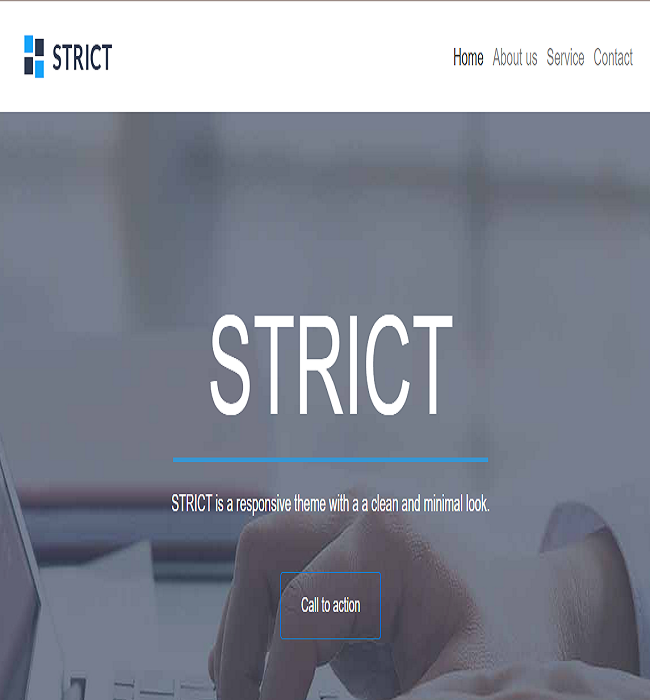 STRICT
Home About us Service Contact
STRICT
STRICT is a responsive theme with a a clean and minimal look.
Call to action